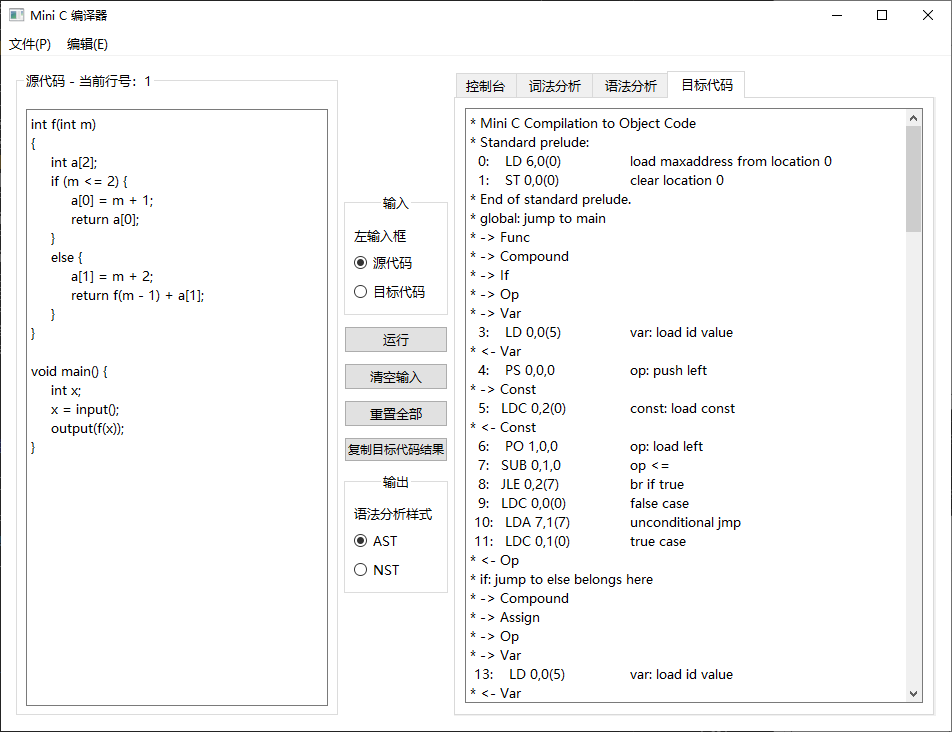 Mini C 编译器
文件(P) 编辑(E)
源代码 - 当前行号：1
int f(int m)
{
int a[2];
if (m <= 2) {
a[0] = m + 1;
return a[0];
}
else {
a[1] = m + 2;
return f(m - 1) + a[1];
}
}
void main() {
int x;
x = input();
output(f(x));
}
输入
左输入框
源代码
目标代码
运行
清空输入
重置全部
复制目标代码结果
输出
语法分析样式
AST
NST
控制台 词法分析 语法分析 目标代码
* Mini C Compilation to Object Code
* Standard prelude:
0: LD 6,0(0) load maxaddress from location 0
1: ST 0,0(0) clear location 0
* End of standard prelude.
* global: jump to main
* -> Func
* -> Compound
* -> If
* -> Op
* -> Var
3: LD 0,0(5) var: load id value
* <- Var
4: PS 0,0,0 op: push left
* -> Const
5: LDC 0,2(0) const: load const
* <- Const
6: PO 1,0,0 op: load left
7: SUB 0,1,0 op <=
8: JLE 0,2(7) br if true
9: LDC 0,0(0) false case
10: LDA 7,1(7) unconditional jmp
11: LDC 0,1(0) true case
* <- Op
* if: jump to else belongs here
* -> Compound
* -> Assign
* -> Op
* -> Var
13: LD 0,0(5) var: load id value
* <- Var